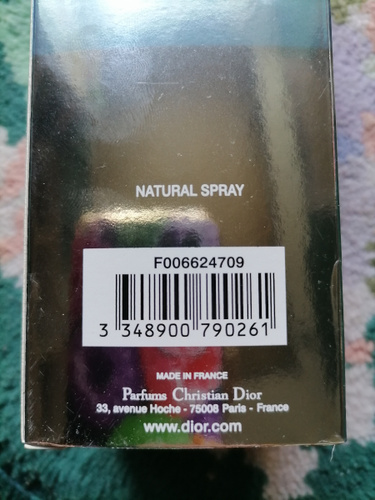 NATURAL SPRAY
F006624709
3 348900 790261
MADE IN FRANCE
Parfums Christian Dior
33, avenue Hoche - 75008 Paris - France
www.dior.com